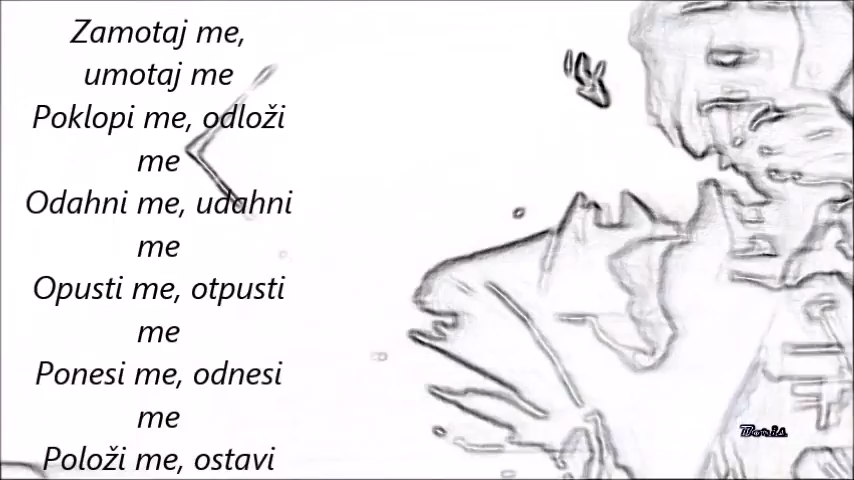 Zamotaj me,
umotaj me
Poklopi me, odloži
me
Odahni me, udahni
me
Opusti me, otpusti
me
Ponesi me, odnesi
me
Položi me, ostavi
Boris